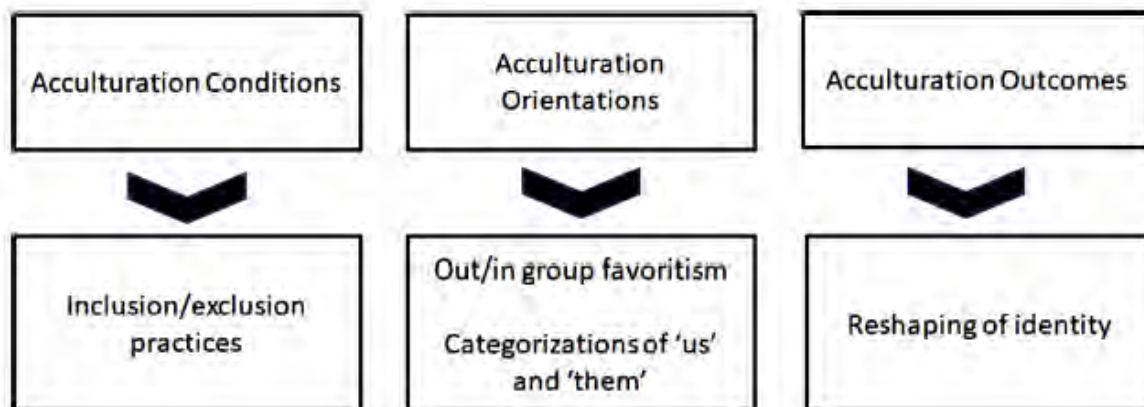 Acculturation Conditions
Acculturation
Orientations
Acculturation Outcomes
Inclusion/exclusion
practices
Out/in group favoritism
Categorizations of ‘us’
and ‘them’
Reshaping of identity